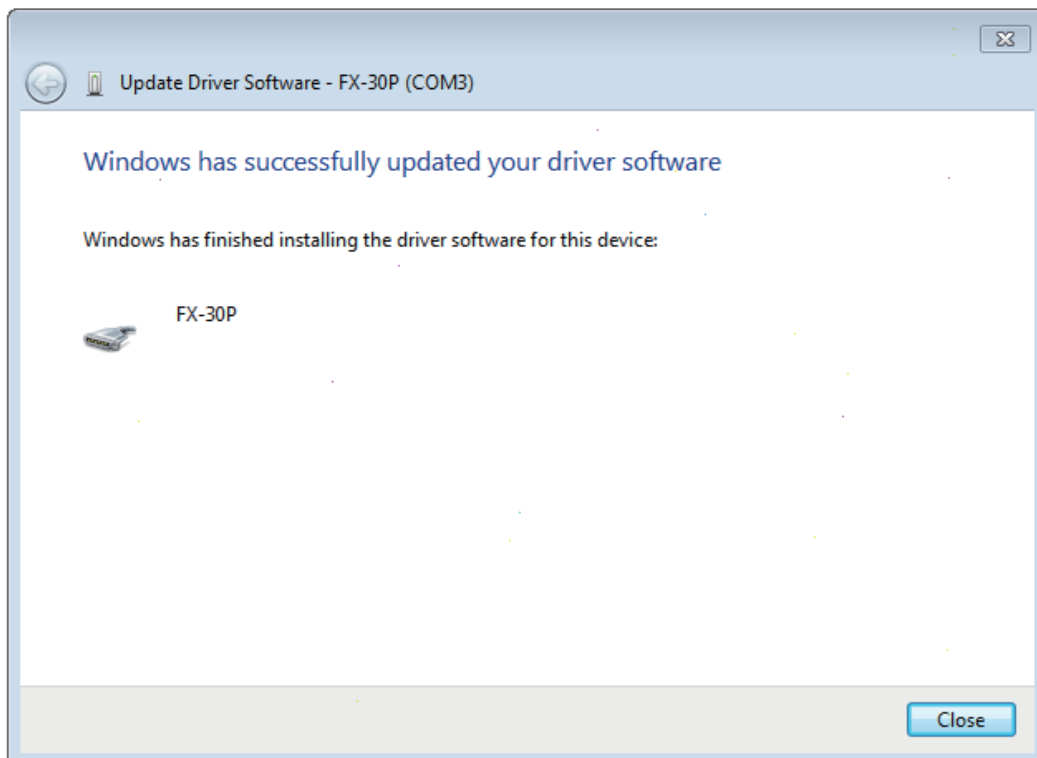 Update Driver Software - FX-30P (COM3)
Windows has successfully updated your driver software
Windows has finished installing the driver software for this device:
FX-30P
Close